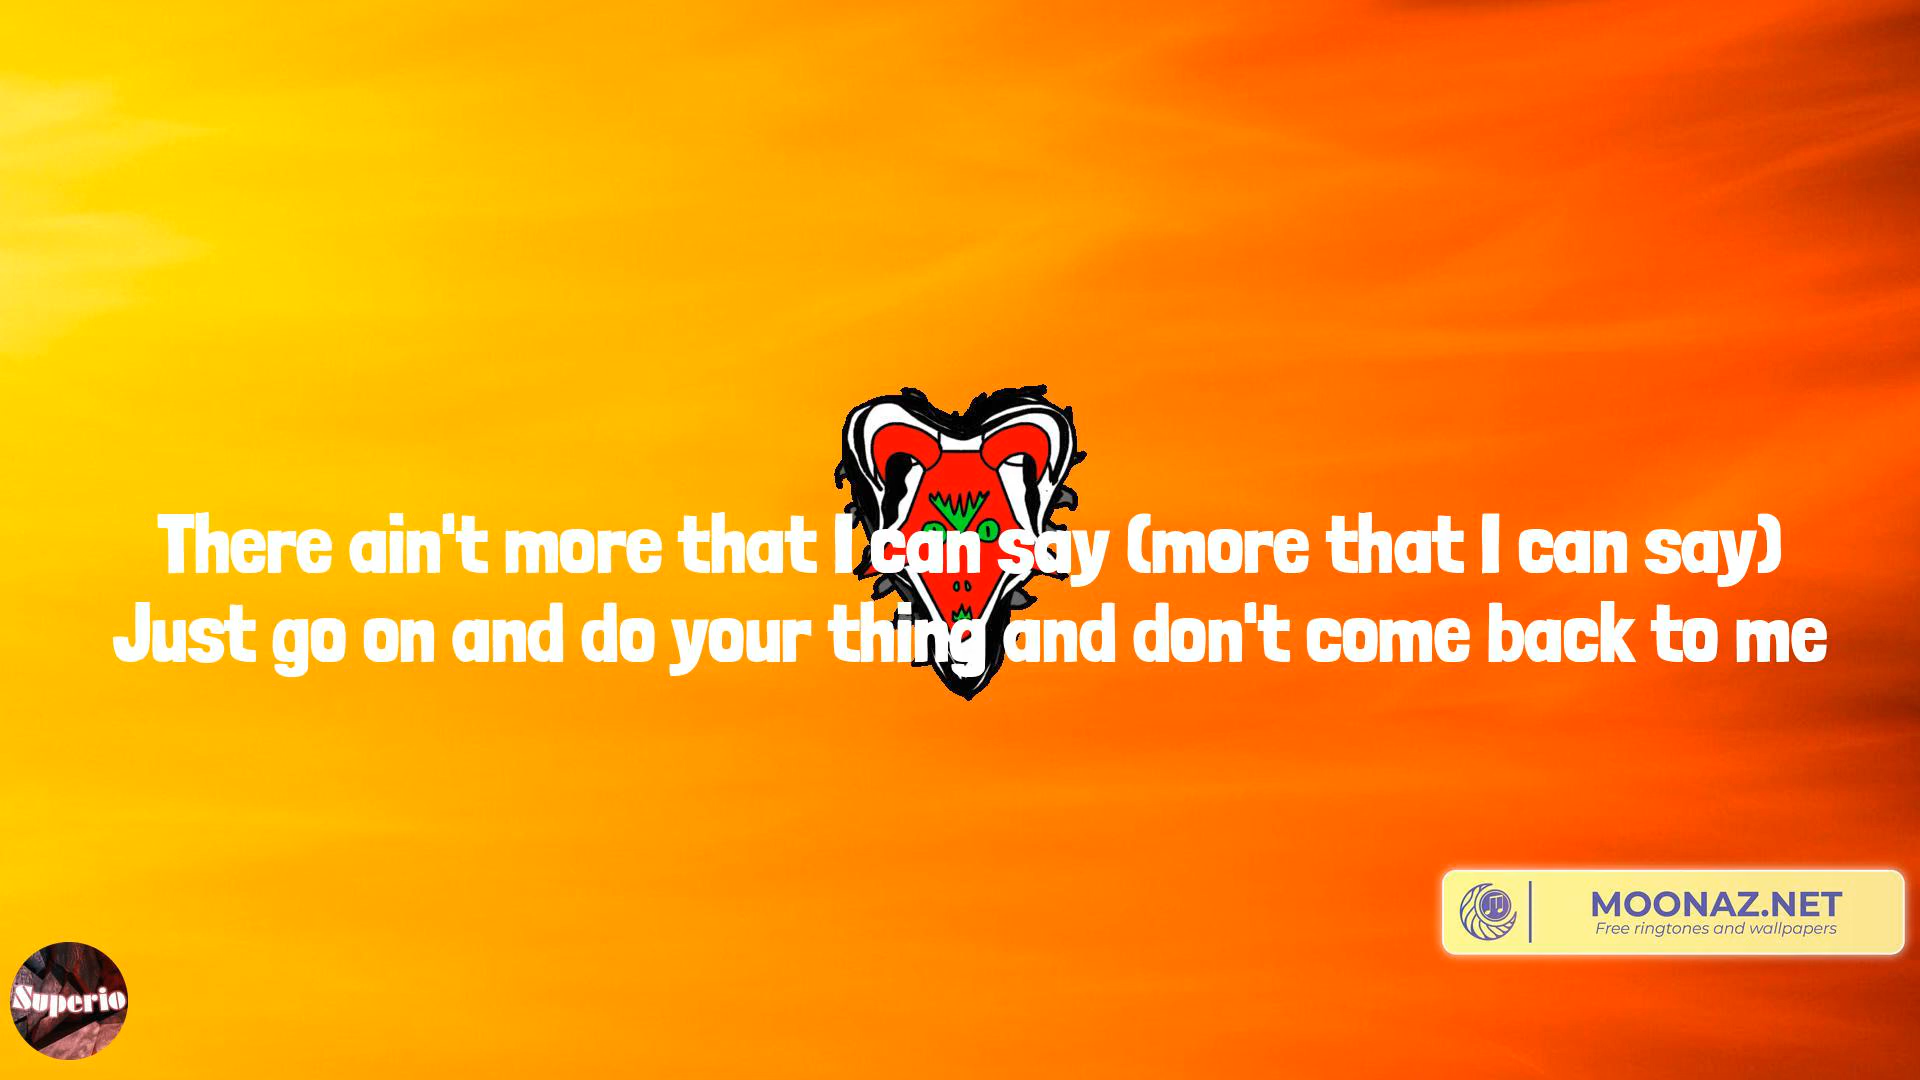 There ain't more that I can say (more that I can say)
Just go on and do your thing and don't come back to me
MOONAZ.NET
Free ringtones and wallpapers
Superio